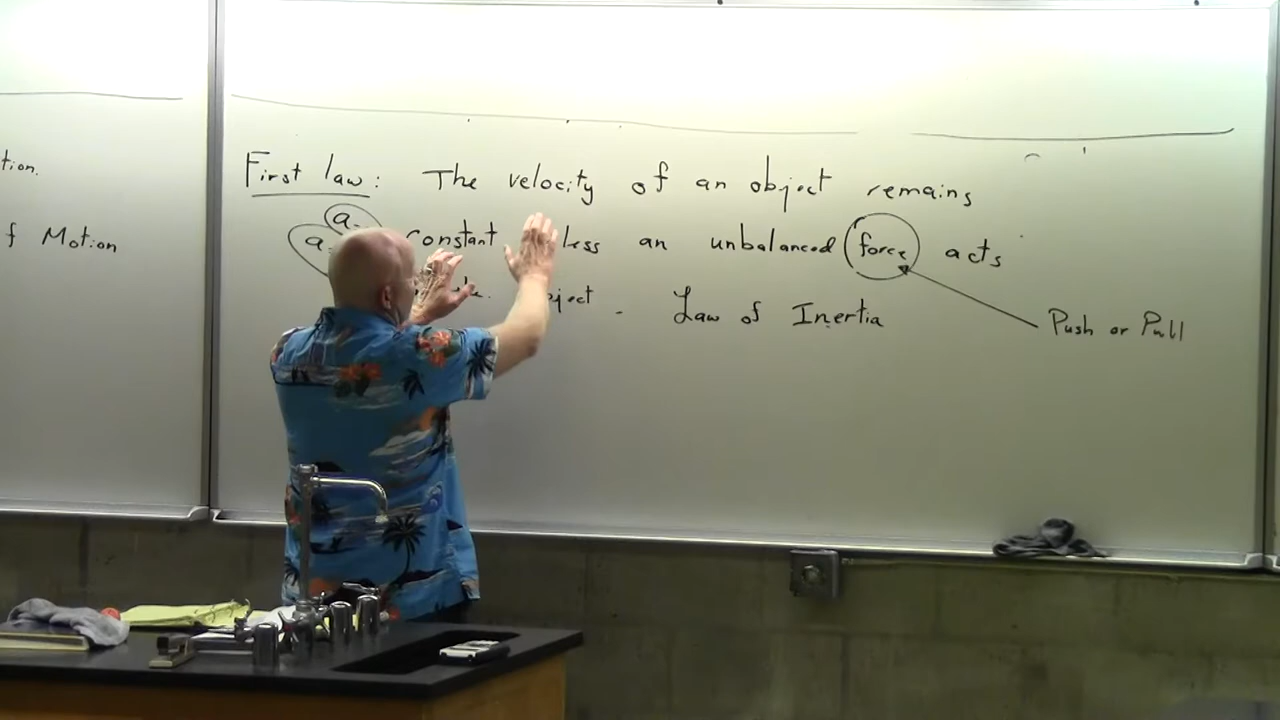 tion.
f Motion
First law: The velocity of an object remains
a. constant less an unbalanced force acts
a.
ject. Law of Inertia
Push or Pull